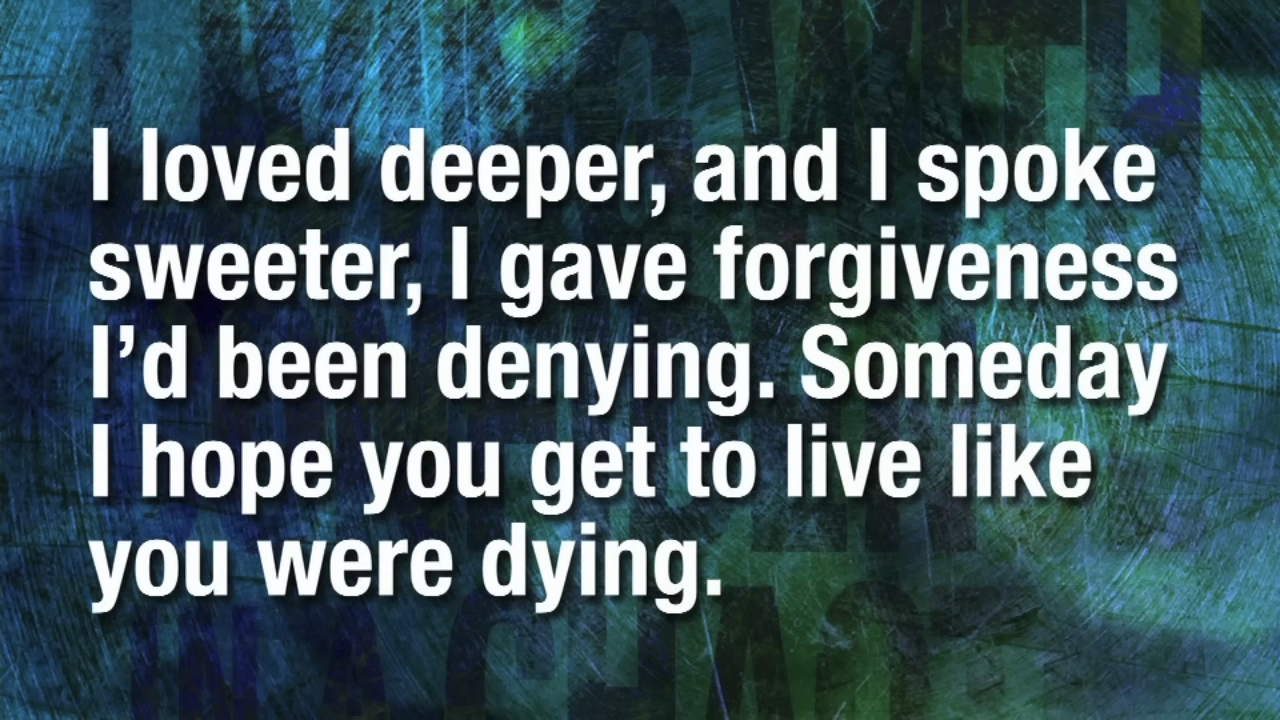 I loved deeper, and I spoke
sweeter, I gave forgiveness
I’d been denying. Someday
I hope you get to live like
you were dying.